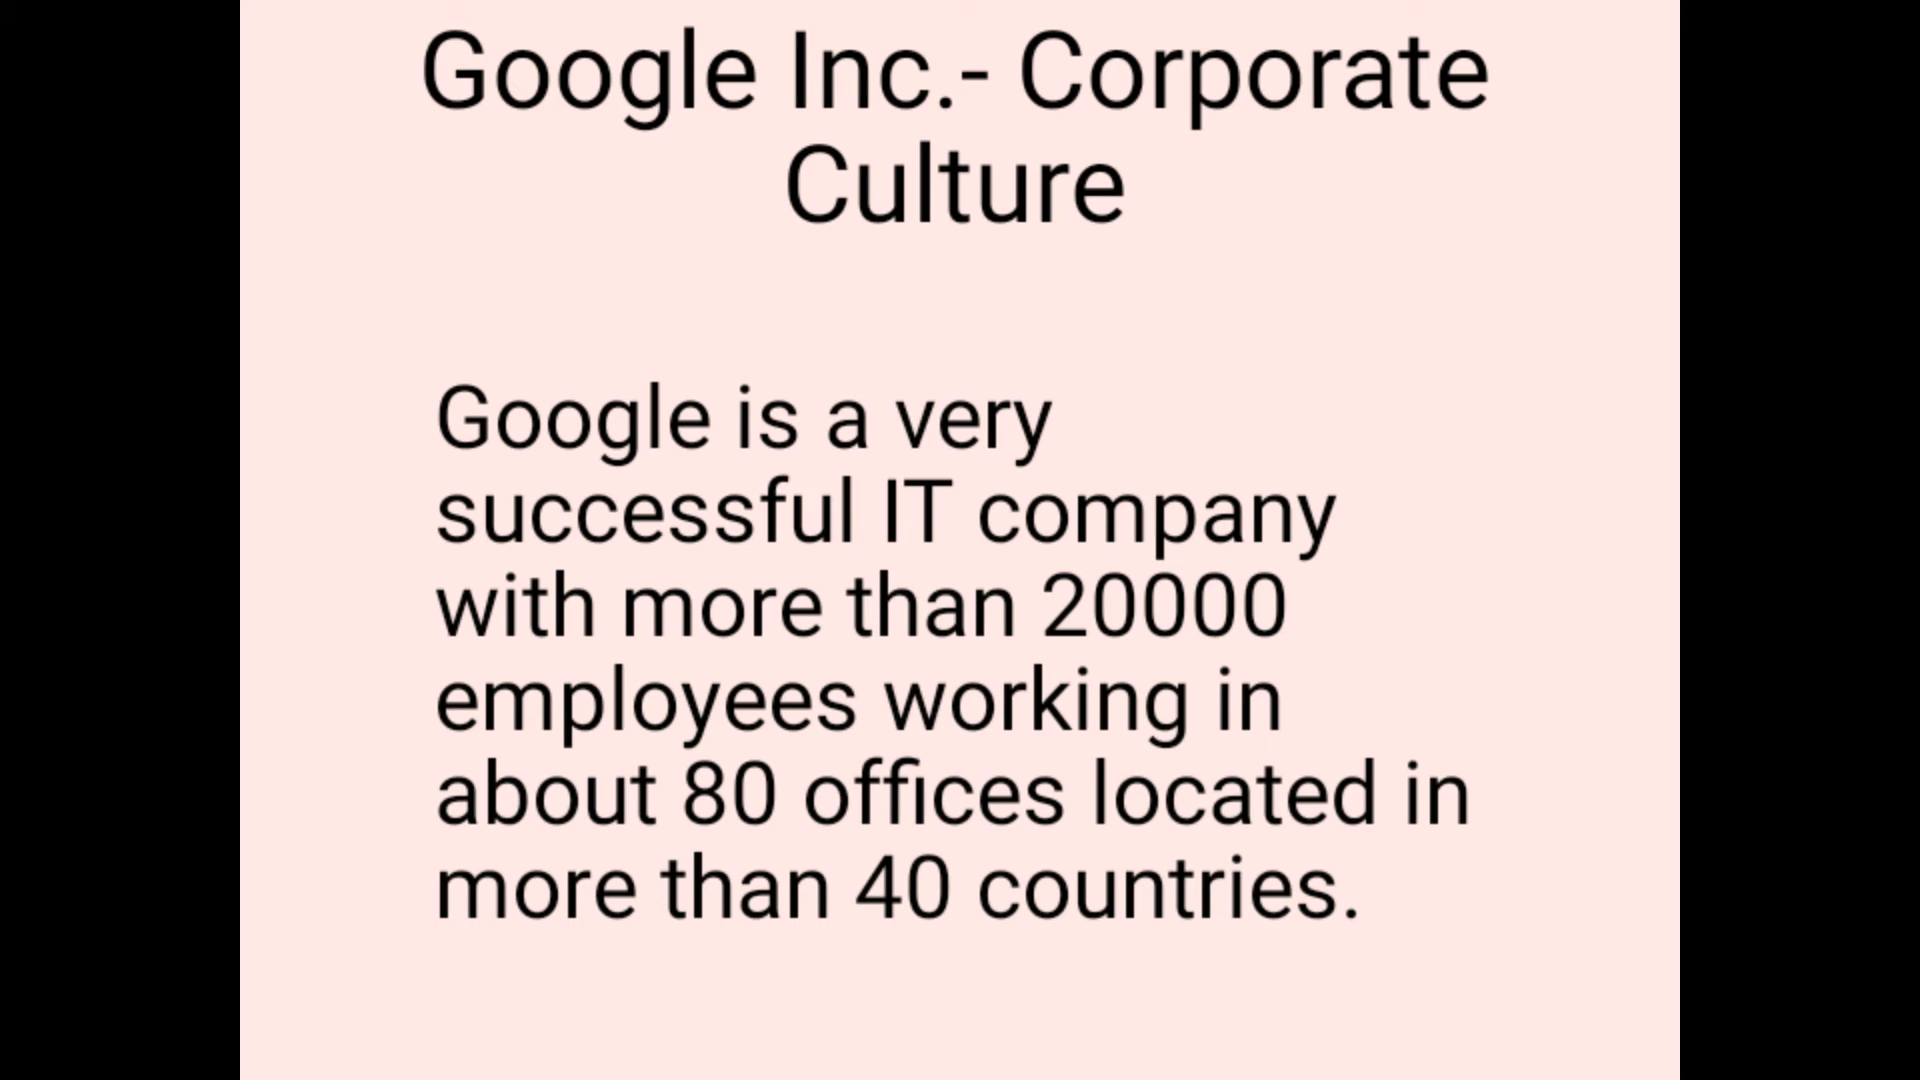 Google Inc.- Corporate
Culture
Google is a very
successful IT company
with more than 20000
employees working in
about 80 offices located in
more than 40 countries.